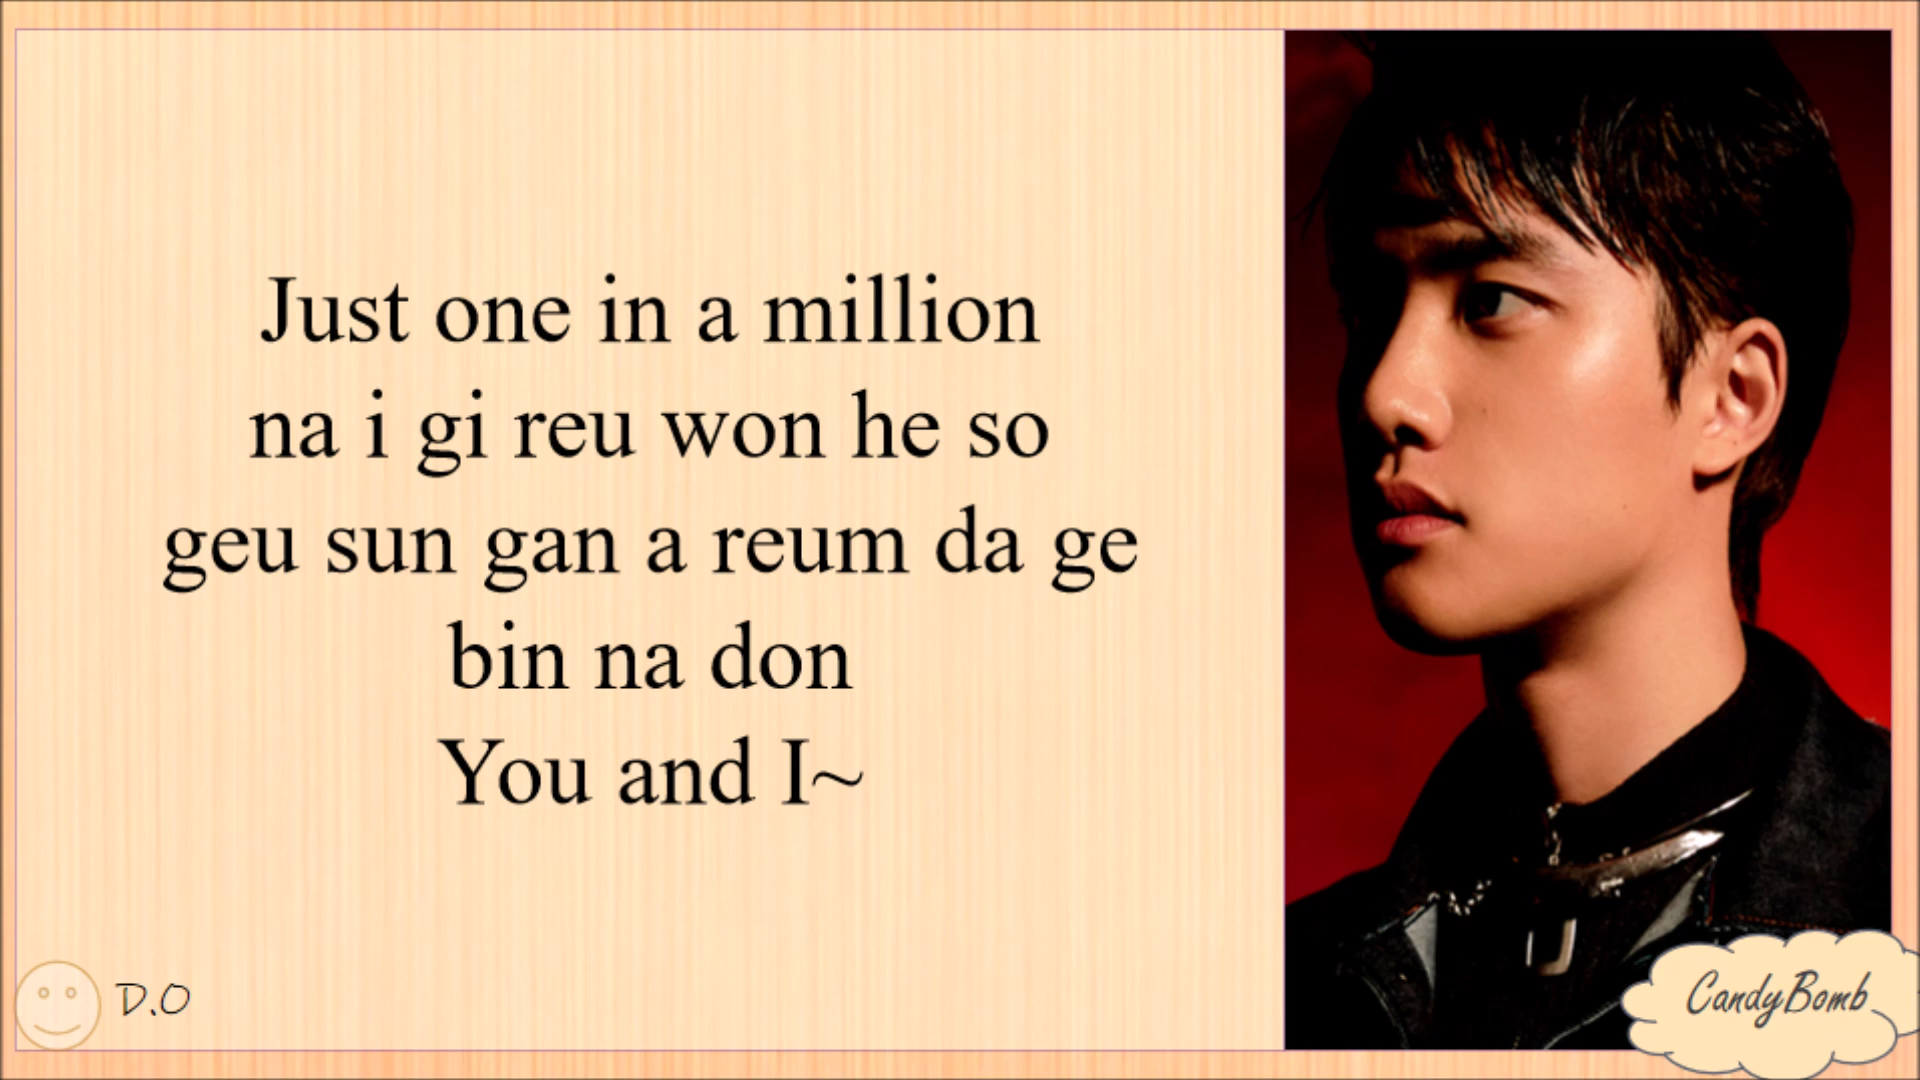 Just one in a million
na i gi reu won he so
geu sun gan a reum da ge
bin na don
You and I~
D.O
CandyBomb